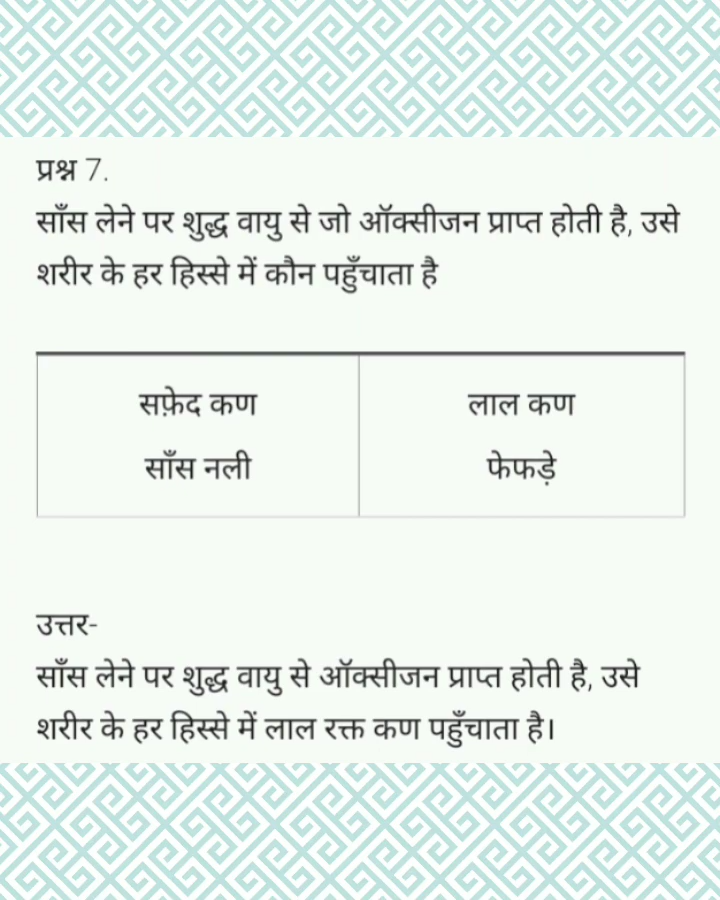 प्रश्न 7.
साँस लेने पर शुद्ध वायु से जो ऑक्सीजन प्राप्त होती है, उसे
शरीर के हर हिस्से में कौन पहुँचाता है
सफ़ेद कण
लाल कण
साँस नली
फेफड़े
उत्तर-
साँस लेने पर शुद्ध वायु से ऑक्सीजन प्राप्त होती है, उसे
शरीर के हर हिस्से में लाल रक्त कण पहुँचाता है।